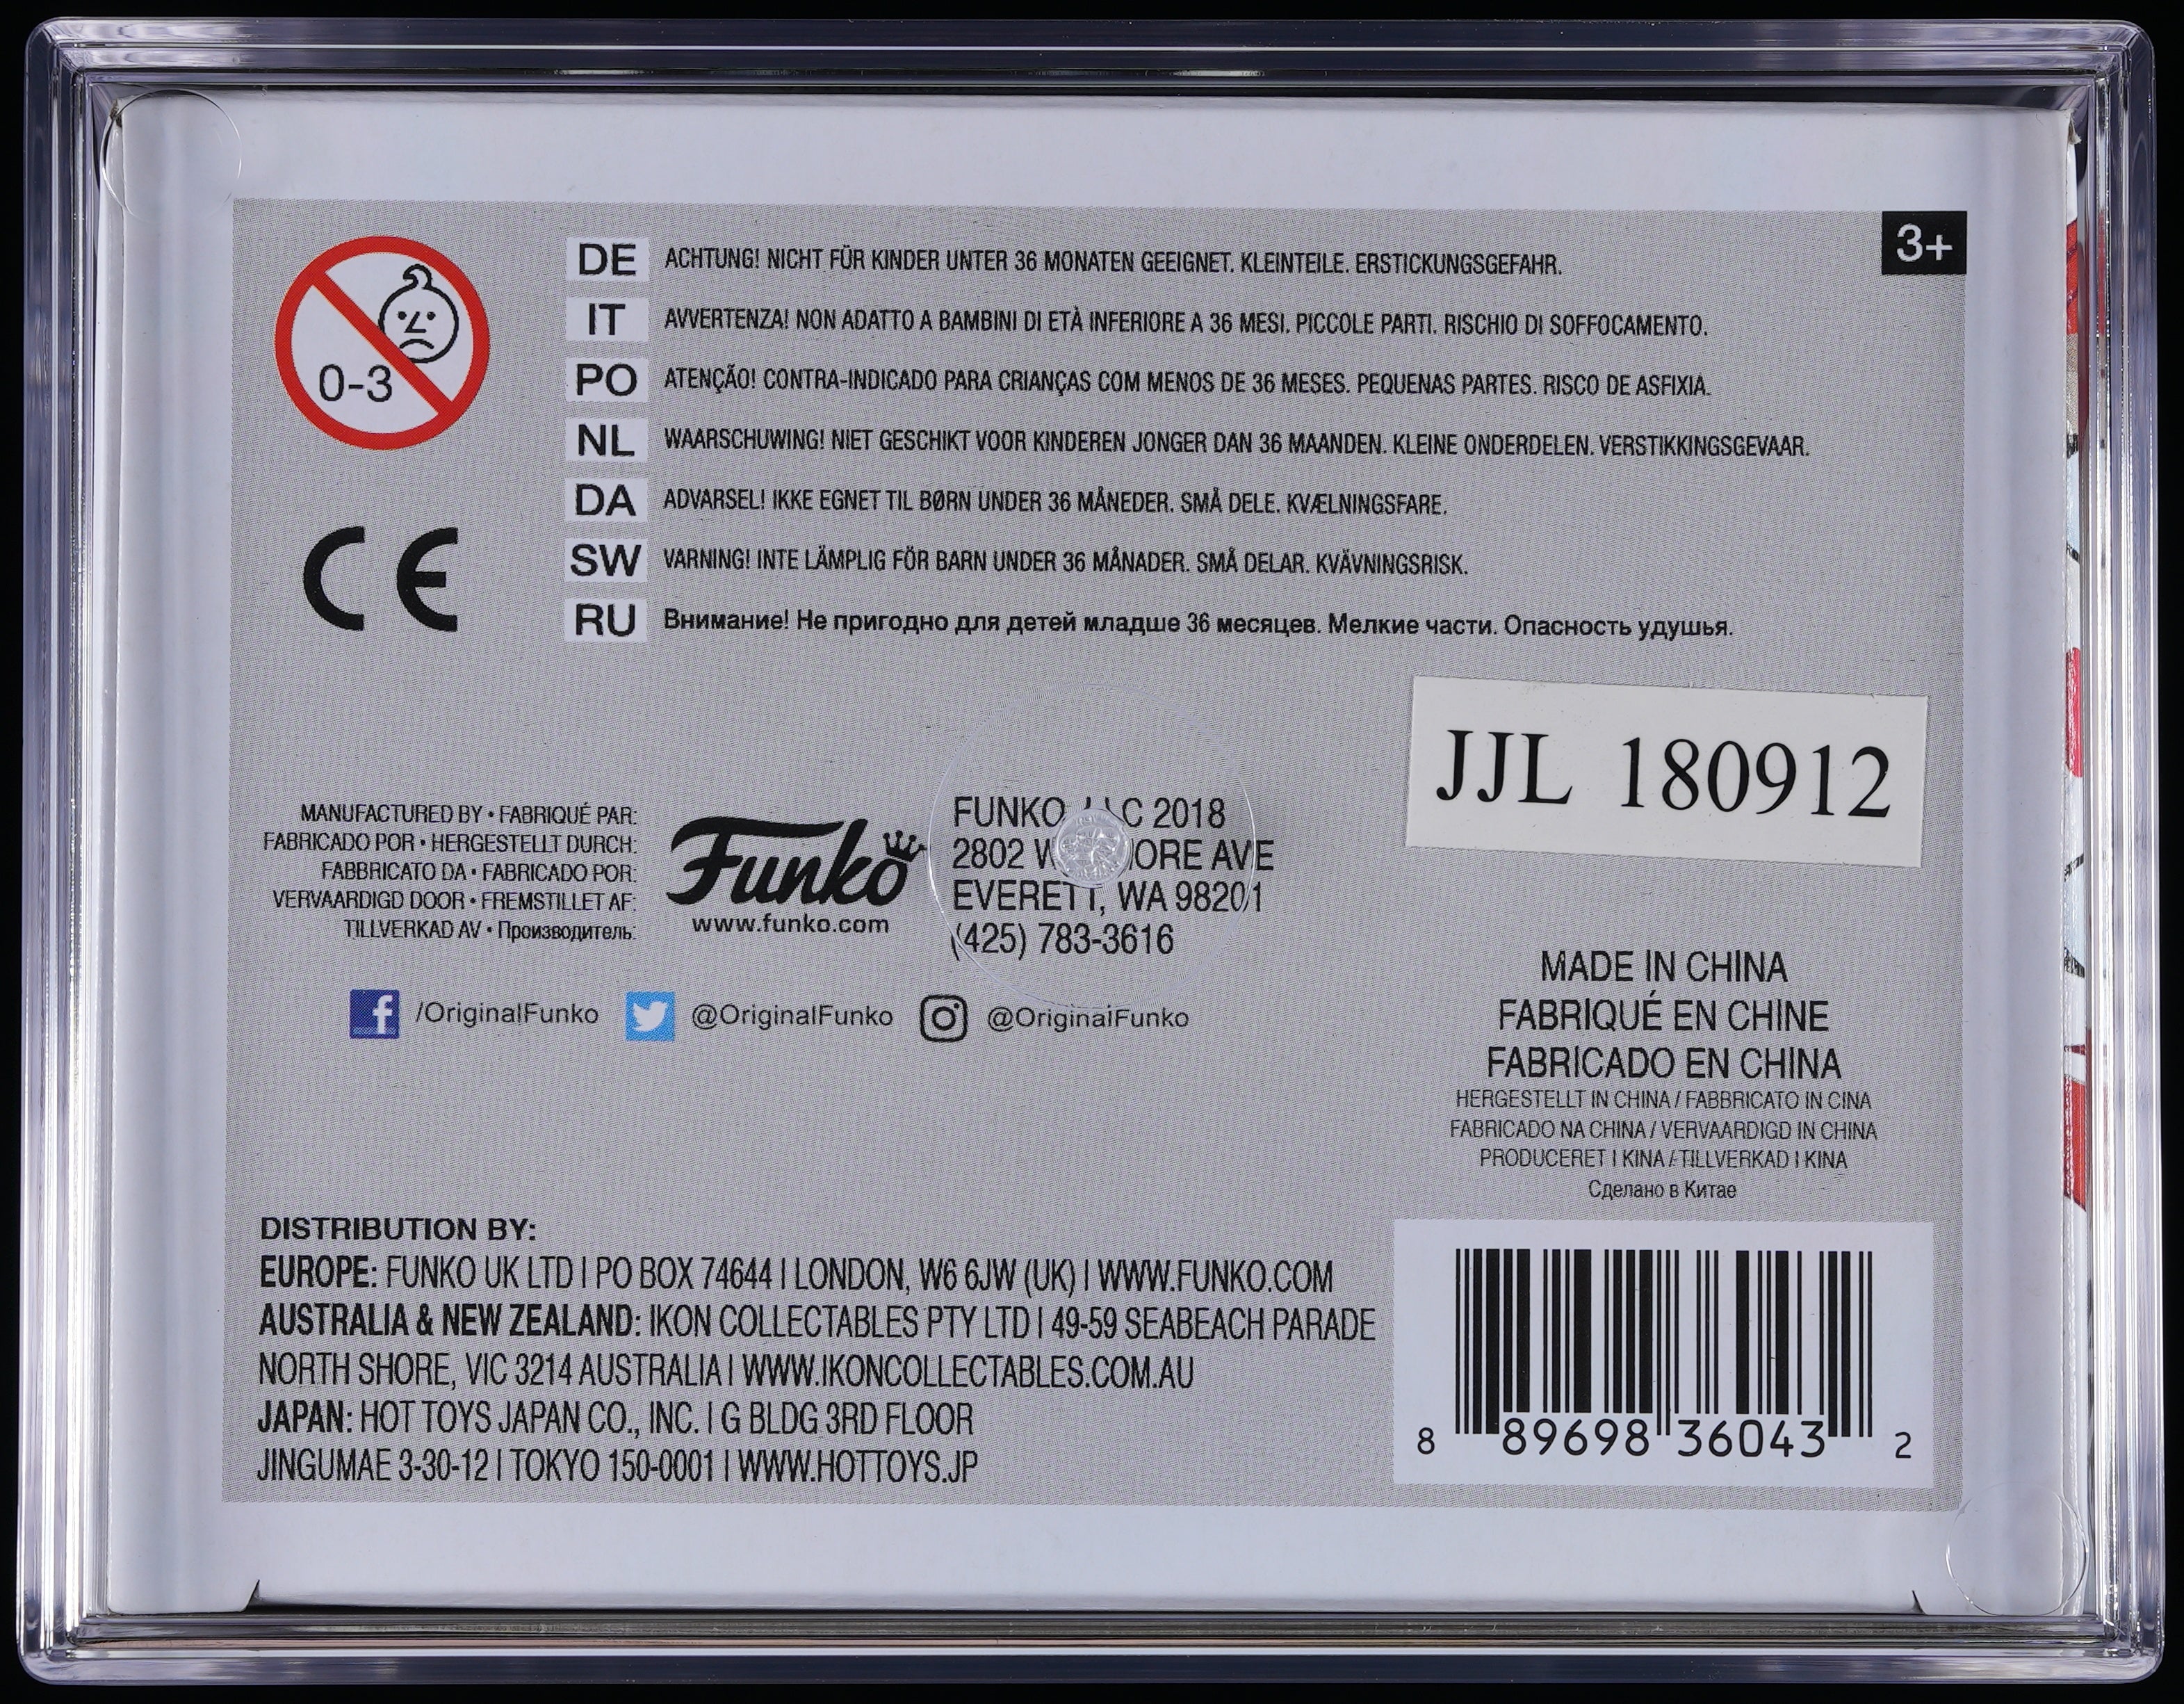 3+
0-3
DE ACHTUNG! NICHT FÜR KINDER UNTER 36 MONATEN GEEIGNET. KLEINTEILE. ERSTICKUNGSGEFAHR.
IT AVVERTENZA! NON ADATTO A BAMBINI DI ETÀ INFERIORE A 36 MESI. PICCOLE PARTI. RISCHIO DI SOFFOCAMENTO.
PO ATENÇÃO! CONTRA-INDICADO PARA CRIANÇAS COM MENOS DE 36 MESES. PEQUENAS PARTES. RISCO DE ASFIXIA.
NL WAARSCHUWING! NIET GESCHIKT VOOR KINDEREN JONGER DAN 36 MAANDEN. KLEINE ONDERDELEN. VERSTIKKINGSGEVAAR.
DA ADVARSEL! IKKE EGNET TIL BØRN UNDER 36 MÅNEDER. SMÅ DELE. KVÆLNINGSFARE.
SW VARNING! INTE LÄMPLIG FÖR BARN UNDER 36 MÅNADER. SMÅ DELAR. KVÄVNINGSRISK.
RU Внимание! Не пригодно для детей младше 36 месяцев. Мелкие части. Опасность удушья.
CE
JJL 180912
MANUFACTURED BY • FABRIQUÉ PAR:
FABRICADO POR • HERGESTELLT DURCH:
FABBRICATO DA • FABRICADO POR:
VERVAARDIGD DOOR • FREMSTILLET AF:
TILLVERKAD AV • Производитель:
Funko
www.funko.com
FUNKO 2018
2802 AVE
EVERETT, WA 98201
(425) 783-3616
/OriginalFunko @OriginalFunko @OriginalFunko
MADE IN CHINA
FABRIQUÉ EN CHINE
FABRICADO EN CHINA
HERGESTELLT IN CHINA / FABBRICATO IN CINA
FABRICADO NA CHINA / VERVAARDIGD IN CHINA
PRODUCERET I KINA / TILLVERKAD I KINA
Сделано в Китае
DISTRIBUTION BY:
EUROPE: FUNKO UK LTD | PO BOX 74644 | LONDON, W6 6JW (UK) | WWW.FUNKO.COM
AUSTRALIA & NEW ZEALAND: IKON COLLECTABLES PTY LTD | 49-59 SEABEACH PARADE
NORTH SHORE, VIC 3214 AUSTRALIA | WWW.IKONCOLLECTABLES.COM.AU
JAPAN: HOT TOYS JAPAN CO., INC. | G BLDG 3RD FLOOR
JINGUMAE 3-30-12 | TOKYO 150-0001 | WWW.HOTTOYS.JP
8 89698 36043 2